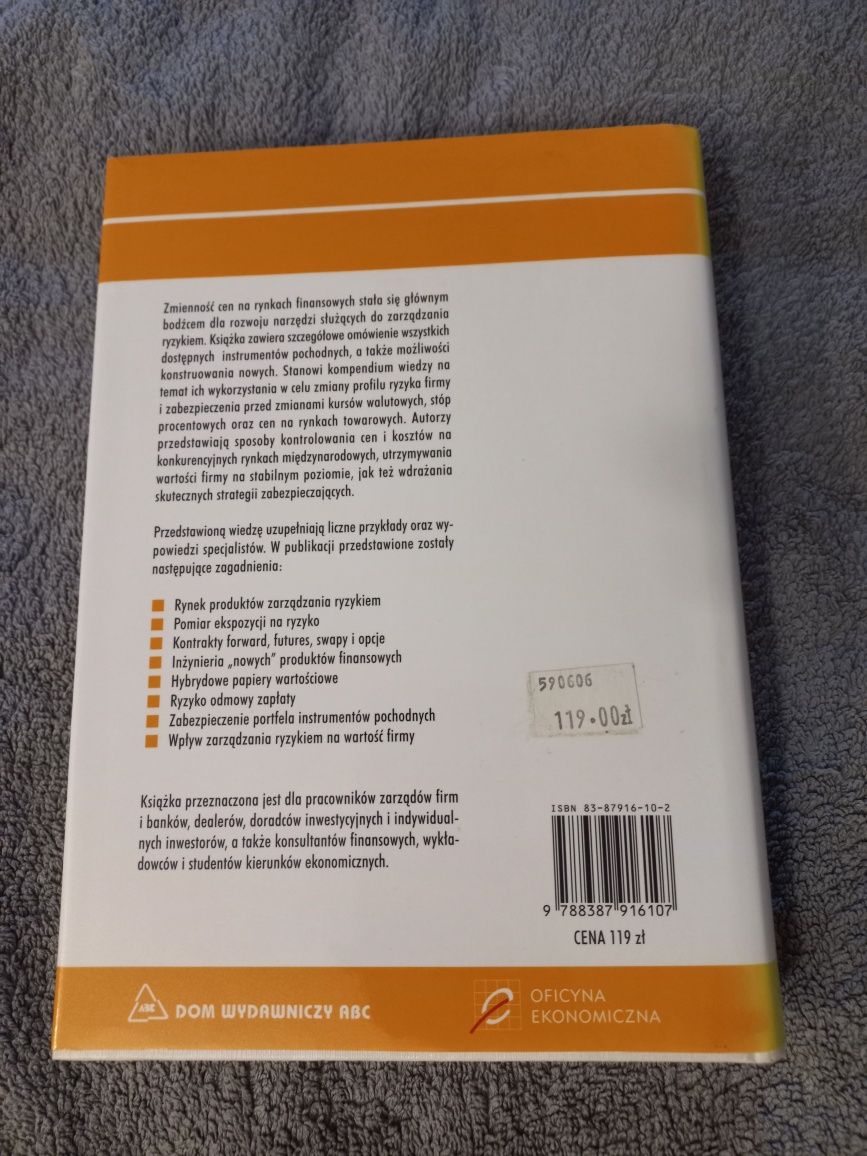 Zmienność cen na rynkach finansowych stała się głównym
bodźcem dla rozwoju narzędzi służących do zarządzania
ryzykiem. Książka zawiera szczegółowe omówienie wszystkich
dostępnych instrumentów pochodnych, a także możliwości
konstruowania nowych. Stanowi kompendium wiedzy na
temat ich wykorzystania w celu zmiany profilu ryzyka firmy
i zabezpieczenia przed zmianami kursów walutowych, stóp
procentowych oraz cen na rynkach towarowych. Autorzy
przedstawiają sposoby kontrolowania cen i kosztów na
konkurencyjnych rynkach międzynarodowych, utrzymywania
wartości firmy na stabilnym poziomie, jak też wdrażania
skutecznych strategii zabezpieczających.
Przedstawioną wiedzę uzupełniają liczne przykłady oraz wy-
powiedzi specjalistów. W publikacji przedstawione zostały
następujące zagadnienia:
Rynek produktów zarządzania ryzykiem
Pomiar ekspozycji na ryzyko
Kontrakty forward, futures, swapy i opcje
Inżynieria „nowych" produktów finansowych
Hybrydowe papiery wartościowe
Ryzyko odmowy zapłaty
Zabezpieczenie portfela instrumentów pochodnych
Wpływ zarządzania ryzykiem na wartość firmy
590606
119.00zł
Książka przeznaczona jest dla pracowników zarządów firm
i banków, dealerów, doradców inwestycyjnych i indywidual-
nych inwestorów, a także konsultantów finansowych, wykła-
dowców i studentów kierunków ekonomicznych.
ISBN 83-87916-10-2
9 788387 916107
CENA 119 zł
ABC DOM WYDAWNICZY ABC
OFICYNA
EKONOMICZNA